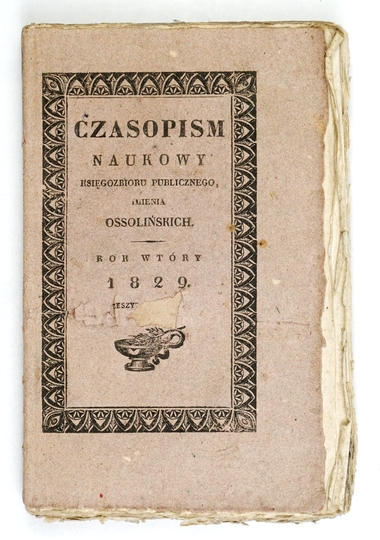 CZASOPISM
NAUKOWY
KSIĘGOZBIORU PUBLICZNEGO,
IMIENIA
OSSOLIŃSKICH.
ROK WTÓRY
1829.